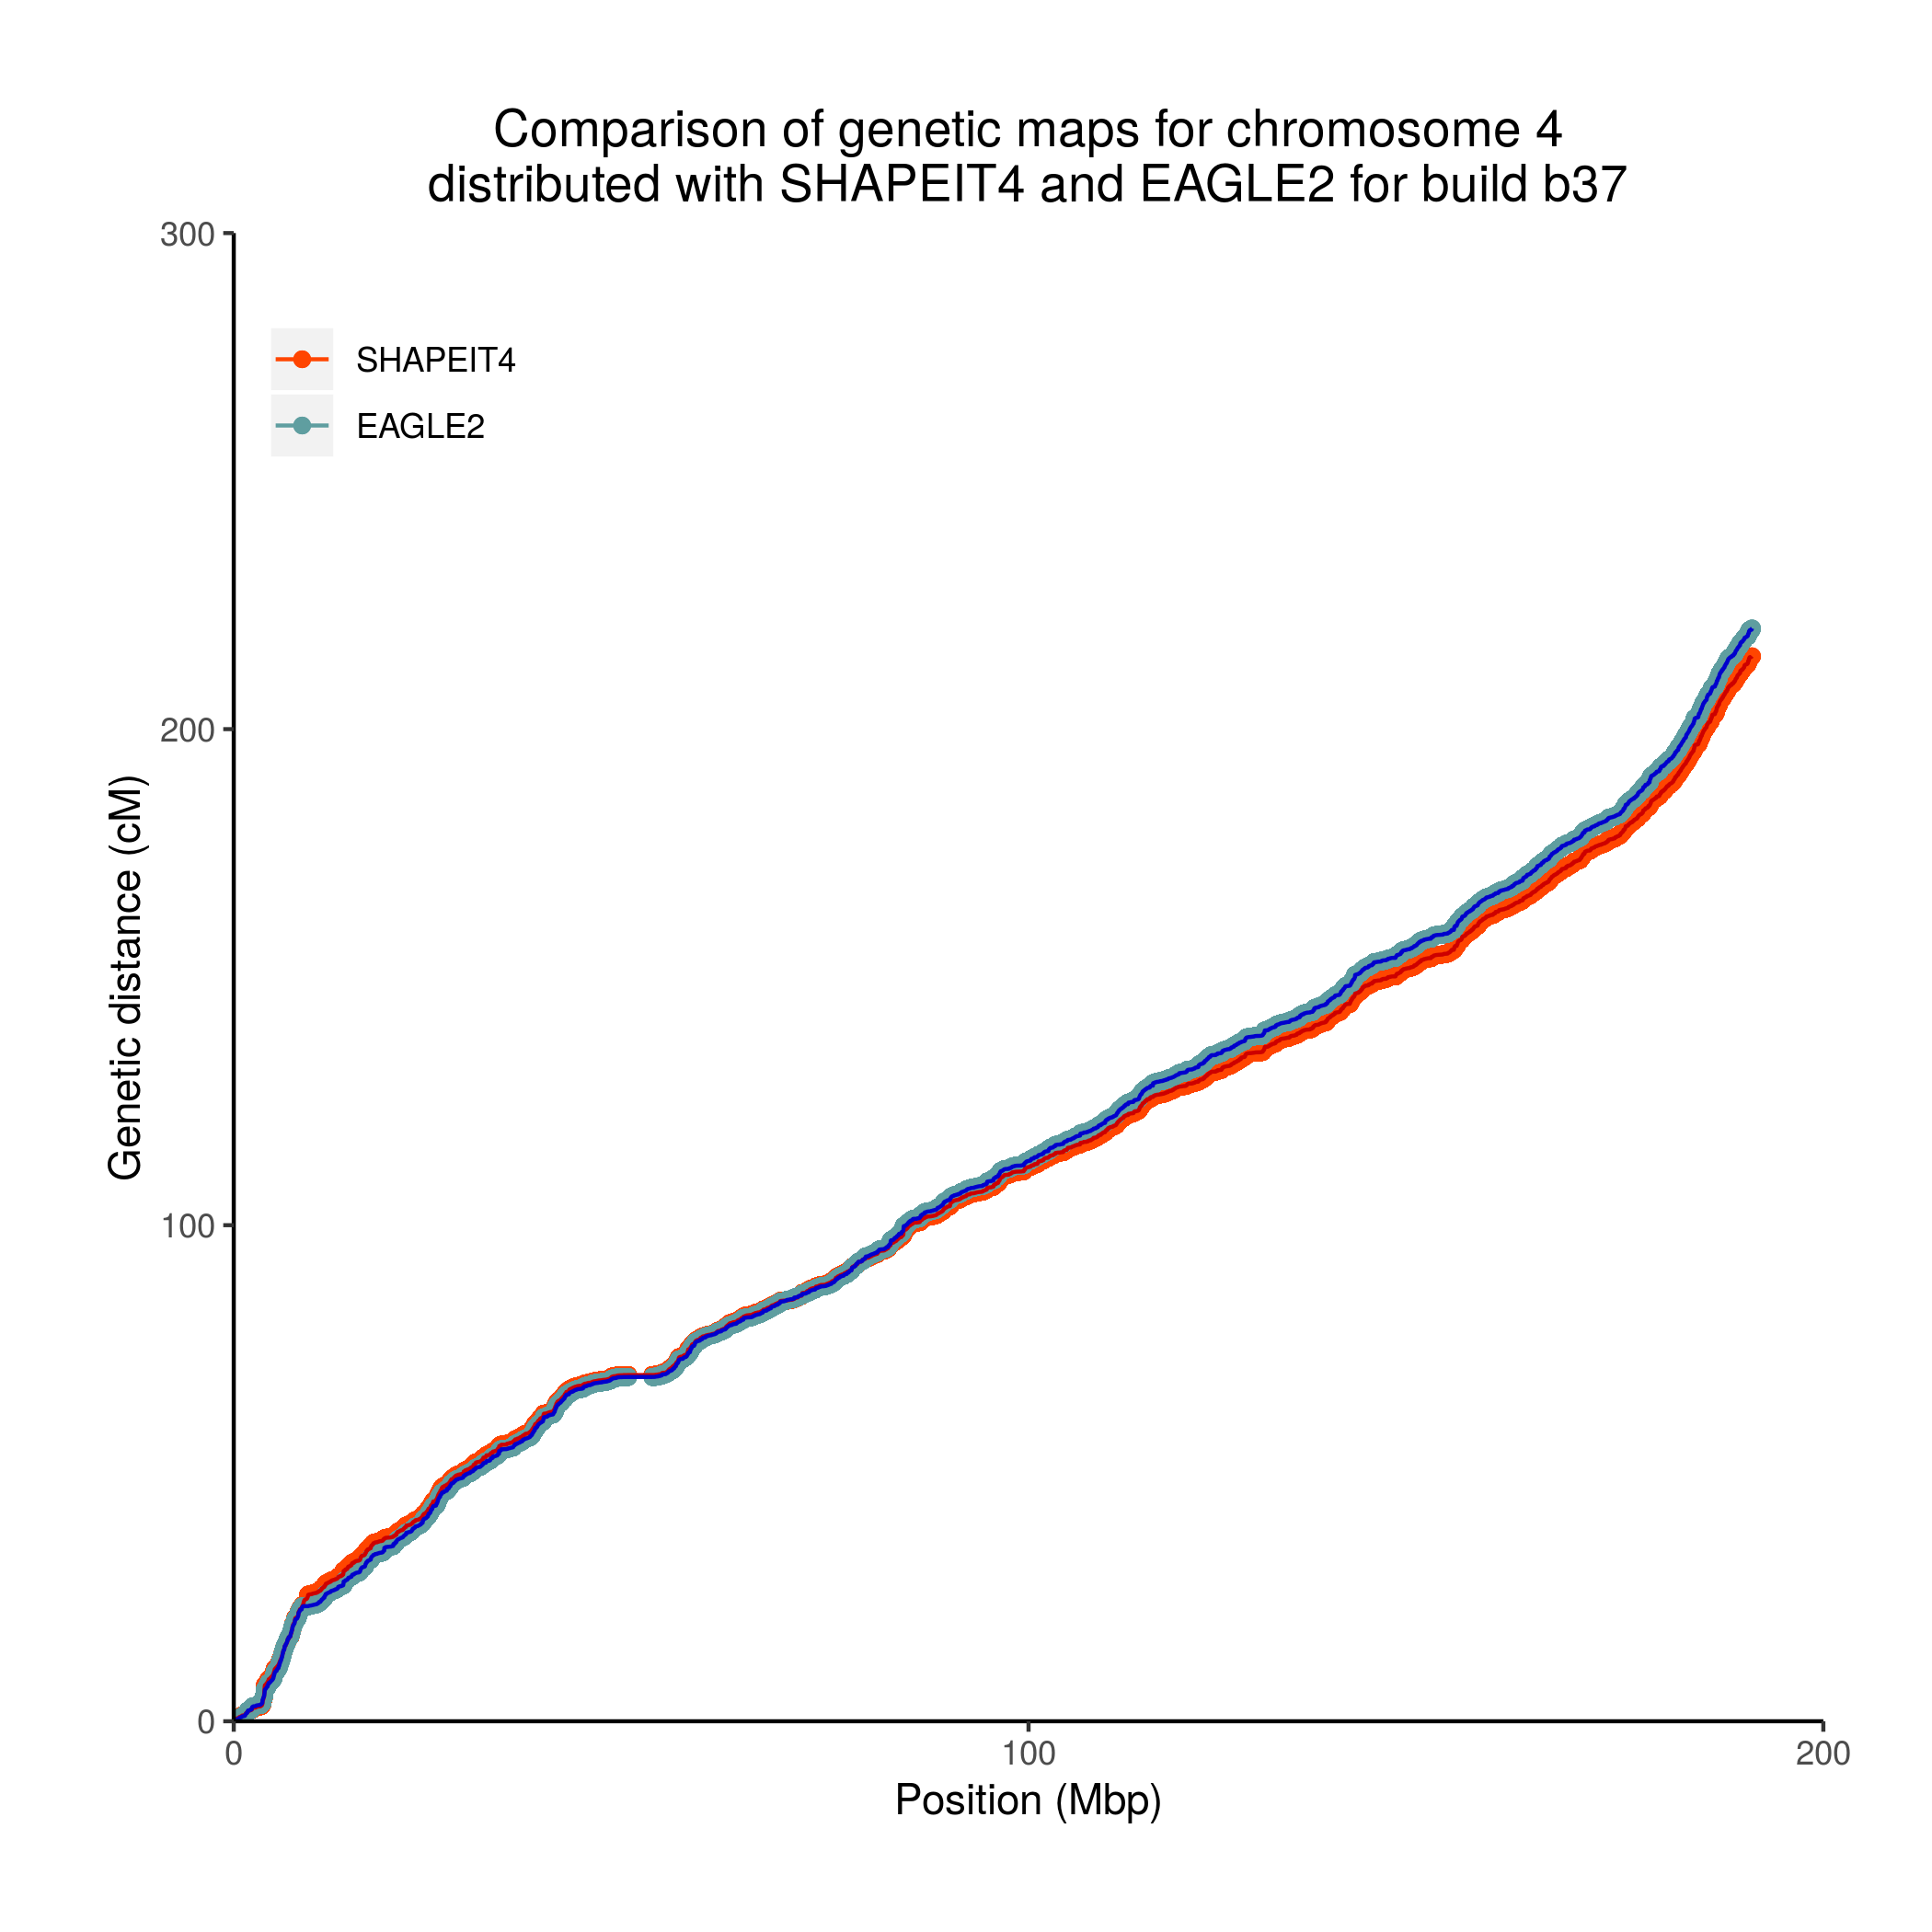 Comparison of genetic maps for chromosome 4
distributed with SHAPEIT4 and EAGLE2 for build b37
300
SHAPEIT4
EAGLE2
200
Genetic distance (cM)
100
0
0
100
200
Position (Mbp)